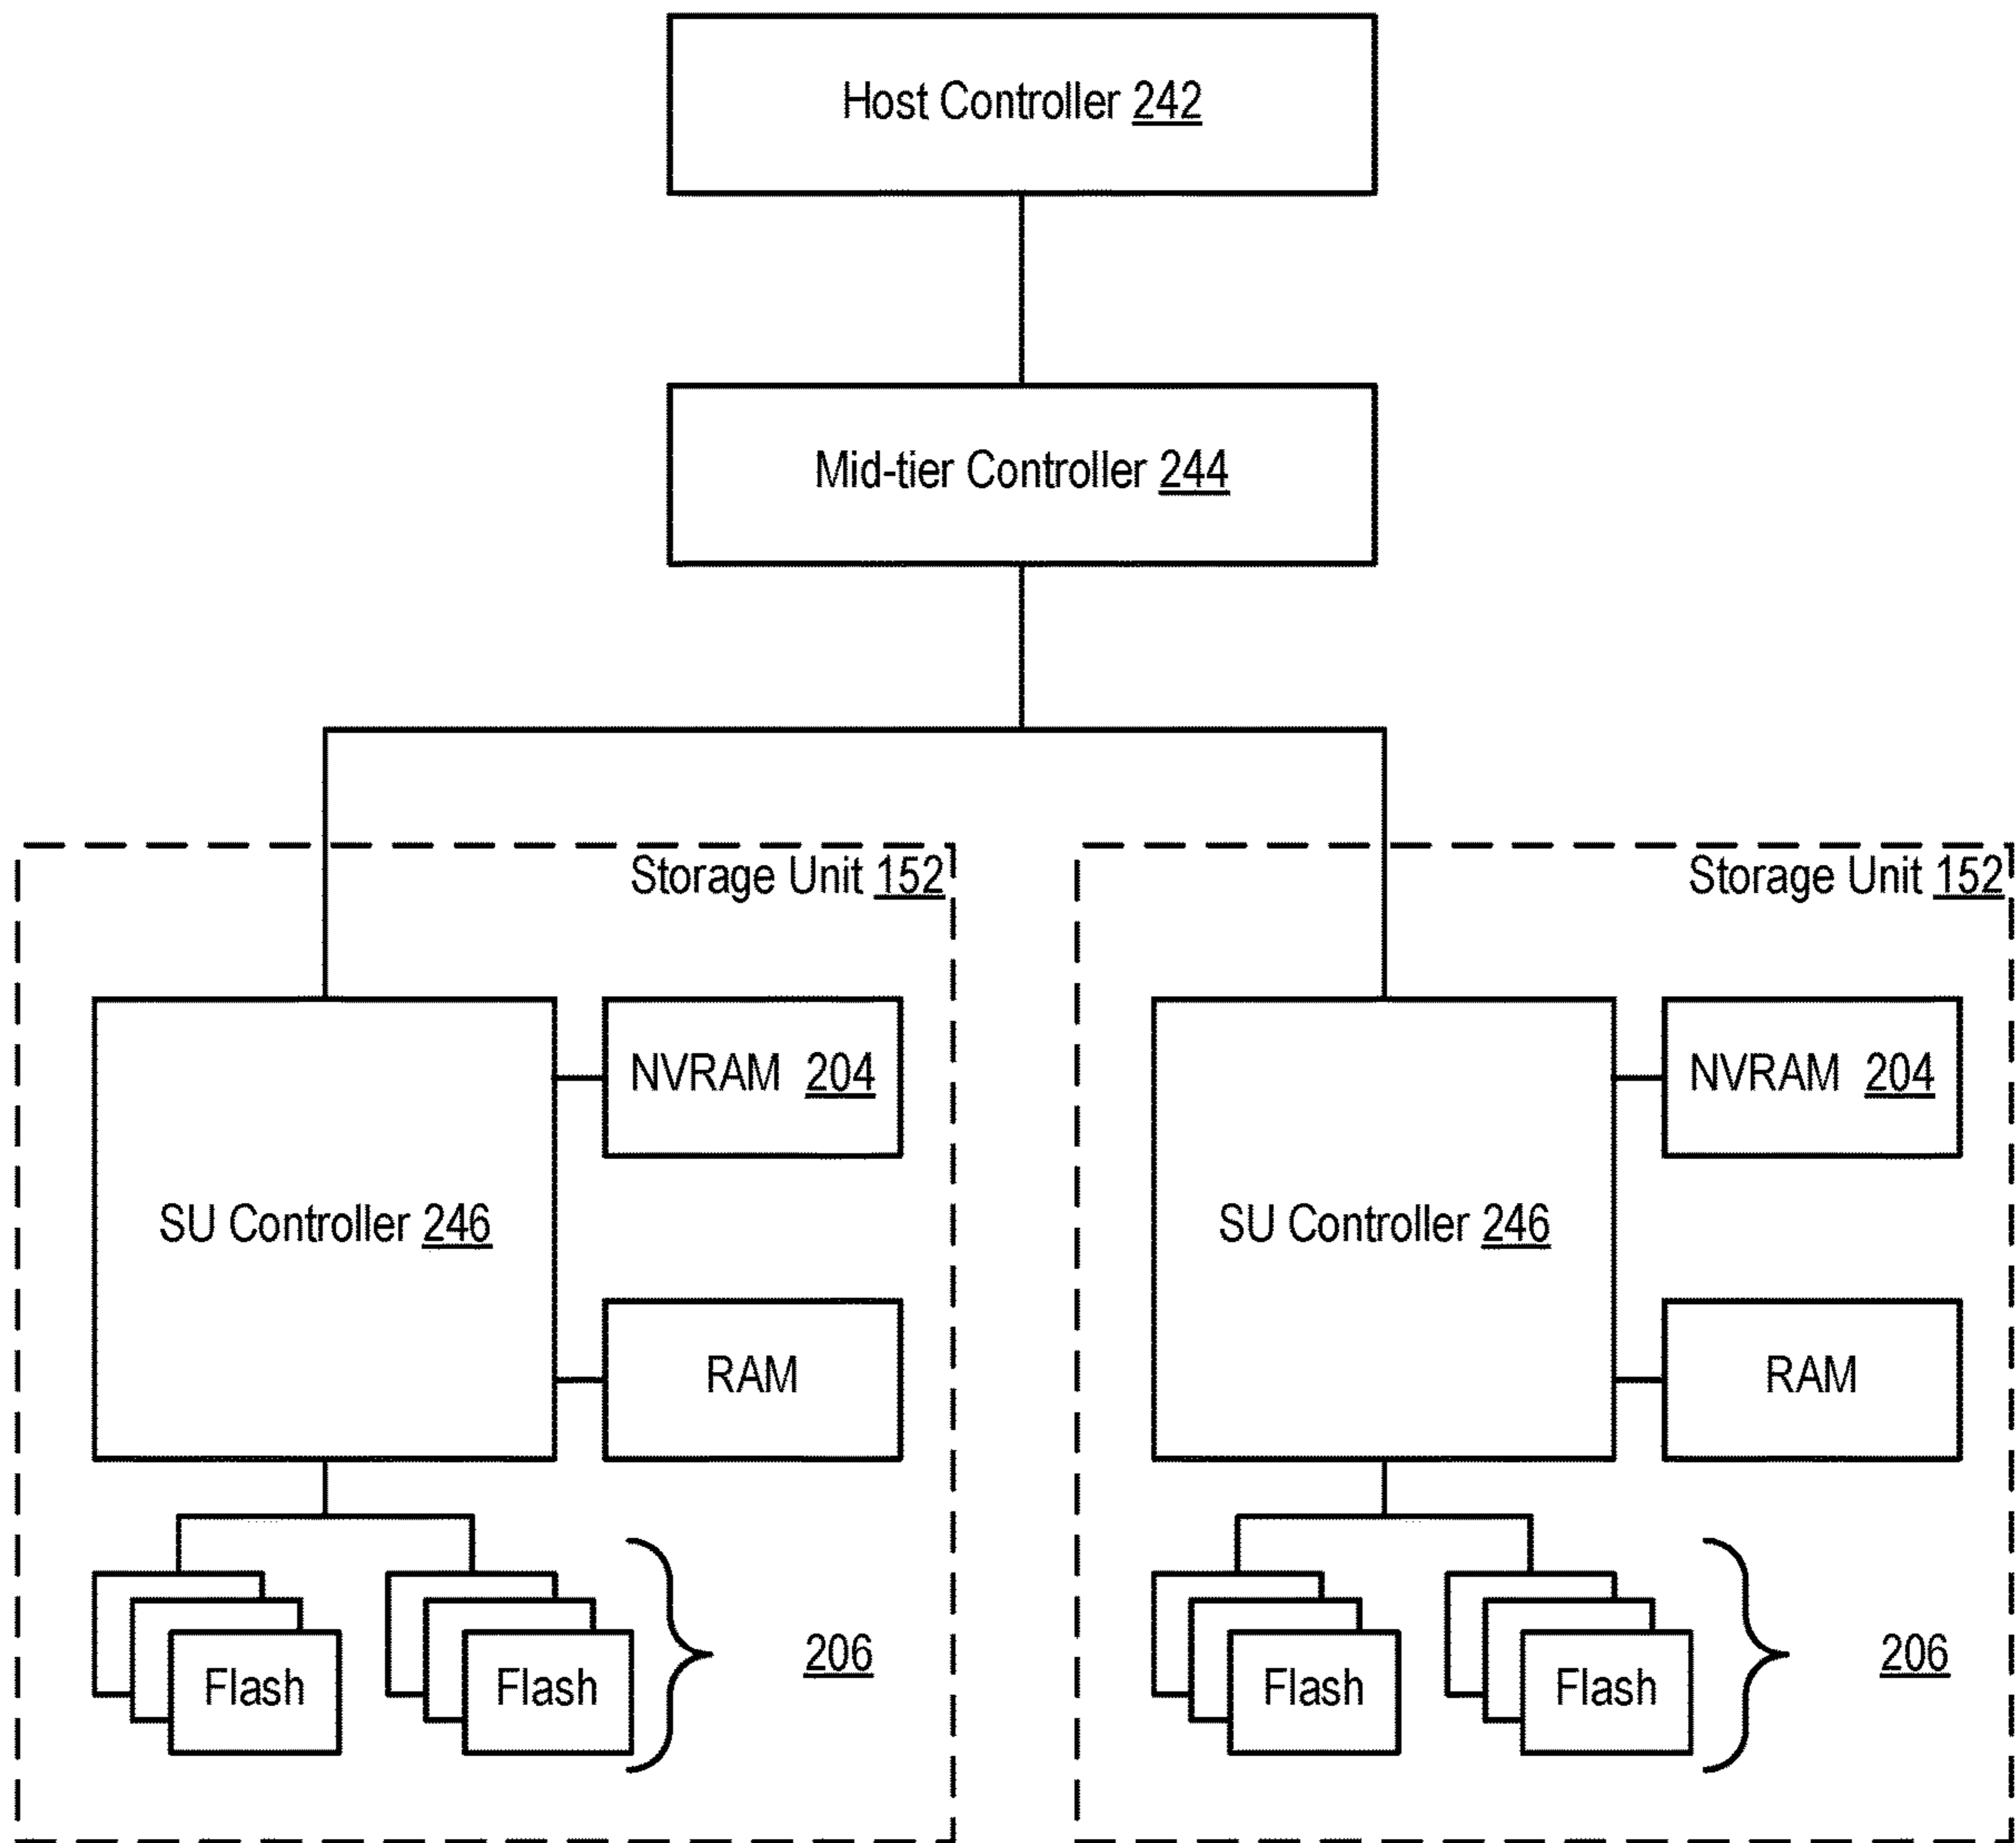 Host Controller 242
Mid-tier Controller 244
Storage Unit 152
SU Controller 246
NVRAM 204
RAM
Flash
Flash
206
Storage Unit 152
SU Controller 246
NVRAM 204
RAM
Flash
Flash
206